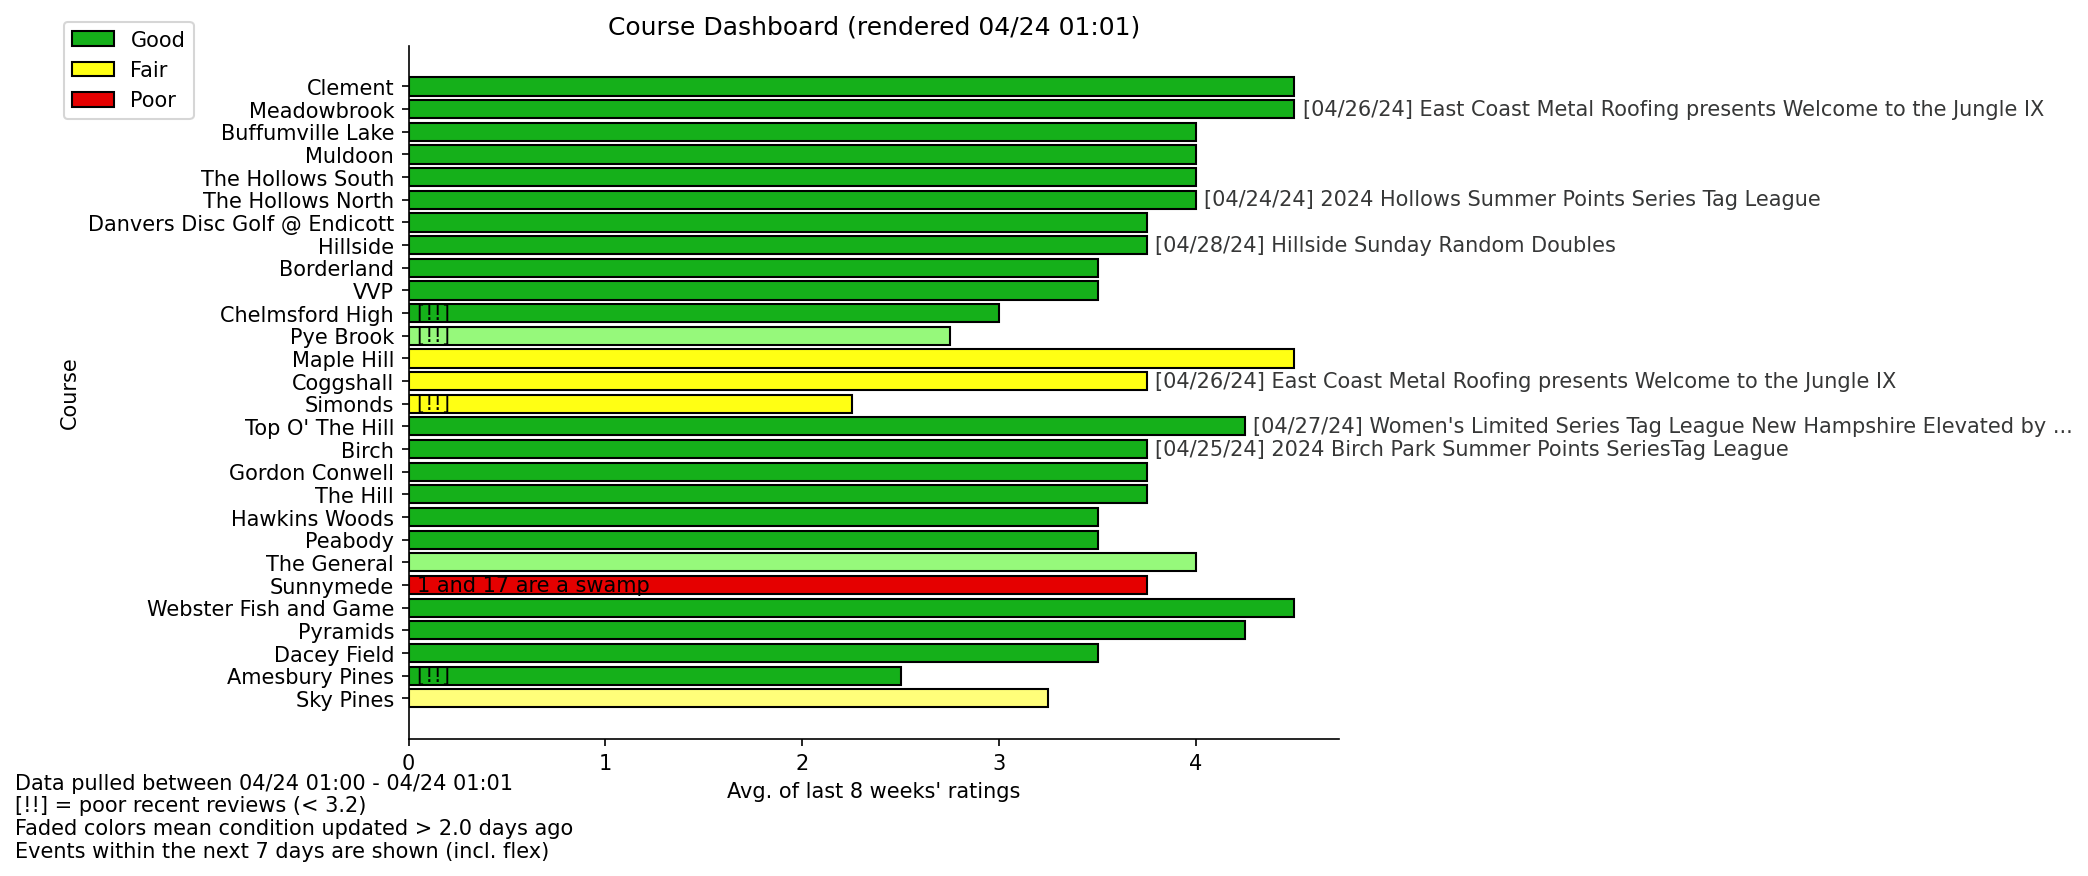 Course Dashboard (rendered 04/24 01:01)
Good
Fair
Poor
Course
Clement
Meadowbrook [04/26/24] East Coast Metal Roofing presents Welcome to the Jungle IX
Buffumville Lake
Muldoon
The Hollows South
The Hollows North [04/24/24] 2024 Hollows Summer Points Series Tag League
Danvers Disc Golf @ Endicott
Hillside [04/28/24] Hillside Sunday Random Doubles
Borderland
VVP
Chelmsford High [!!]
Pye Brook [!!]
Maple Hill
Coggshall [04/26/24] East Coast Metal Roofing presents Welcome to the Jungle IX
Simonds [!!]
Top O' The Hill [04/27/24] Women's Limited Series Tag League New Hampshire Elevated by ...
Birch [04/25/24] 2024 Birch Park Summer Points SeriesTag League
Gordon Conwell
The Hill
Hawkins Woods
Peabody
The General
Sunnymede 1 and 17 are a swamp
Webster Fish and Game
Pyramids
Dacey Field
Amesbury Pines [!!]
Sky Pines
0 1 2 3 4
Avg. of last 8 weeks' ratings
Data pulled between 04/24 01:00 - 04/24 01:01
[!!] = poor recent reviews (< 3.2)
Faded colors mean condition updated > 2.0 days ago
Events within the next 7 days are shown (incl. flex)